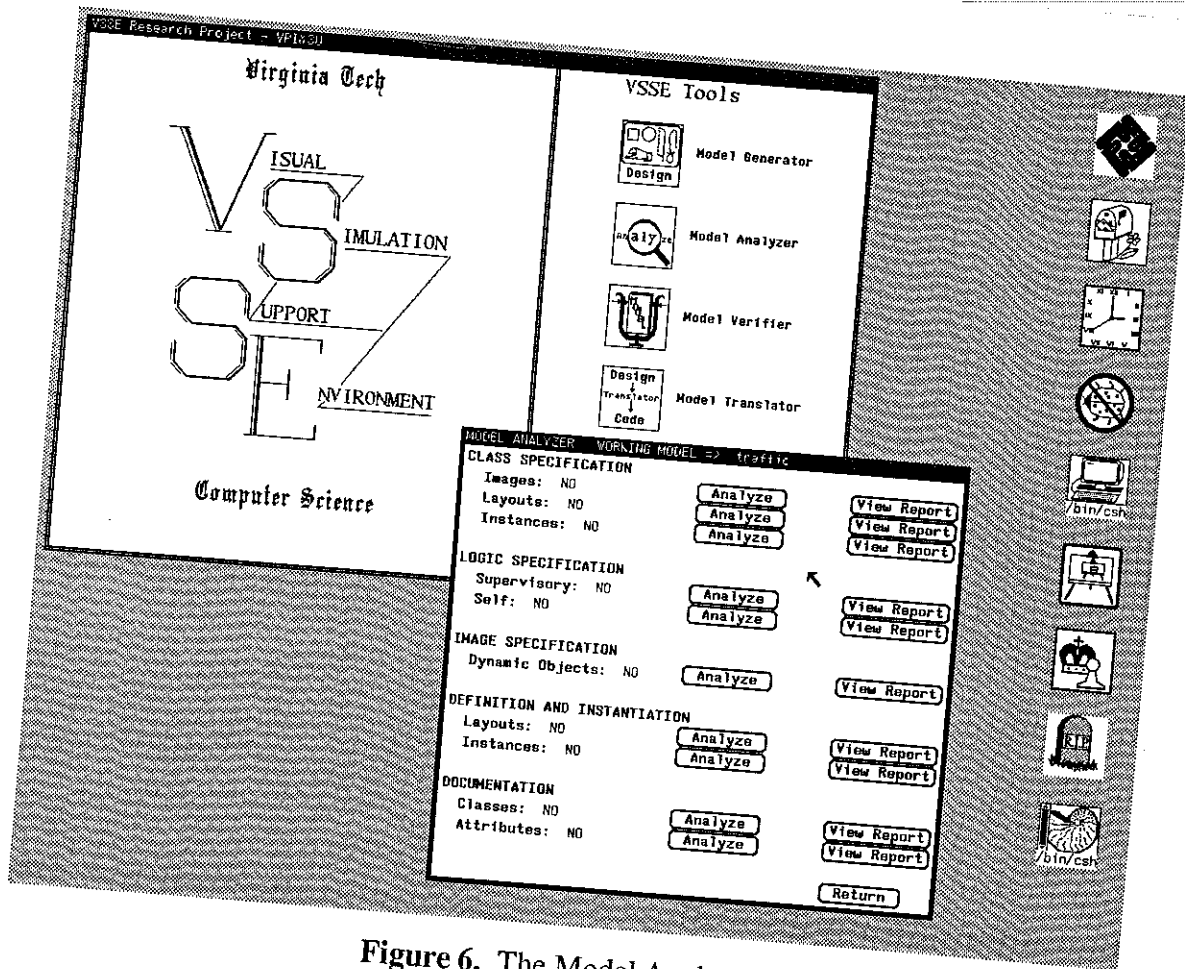 VSSE Research Project - VPI&SU
Virginia Tech
VISUAL
SIMULATION
SUPPORT
ENVIRONMENT
Computer Science
VSSE Tools
Design
Model Generator
analyze
Model Analyzer
Model Verifier
Design
Translator
Code
Model Translator
MODEL ANALYZER WORKING MODEL => traffic
CLASS SPECIFICATION
Images: NO Analyze View Report
Layouts: NO Analyze View Report
Instances: NO Analyze View Report
LOGIC SPECIFICATION
Supervisory: NO Analyze View Report
Self: NO Analyze View Report
IMAGE SPECIFICATION
Dynamic Objects: NO Analyze View Report
DEFINITION AND INSTANTIATION
Layouts: NO Analyze View Report
Instances: NO Analyze View Report
DOCUMENTATION
Classes: NO Analyze View Report
Attributes: NO Analyze View Report
Return
/bin/csh
RIP
/bin/csh
Figure 6. The Model